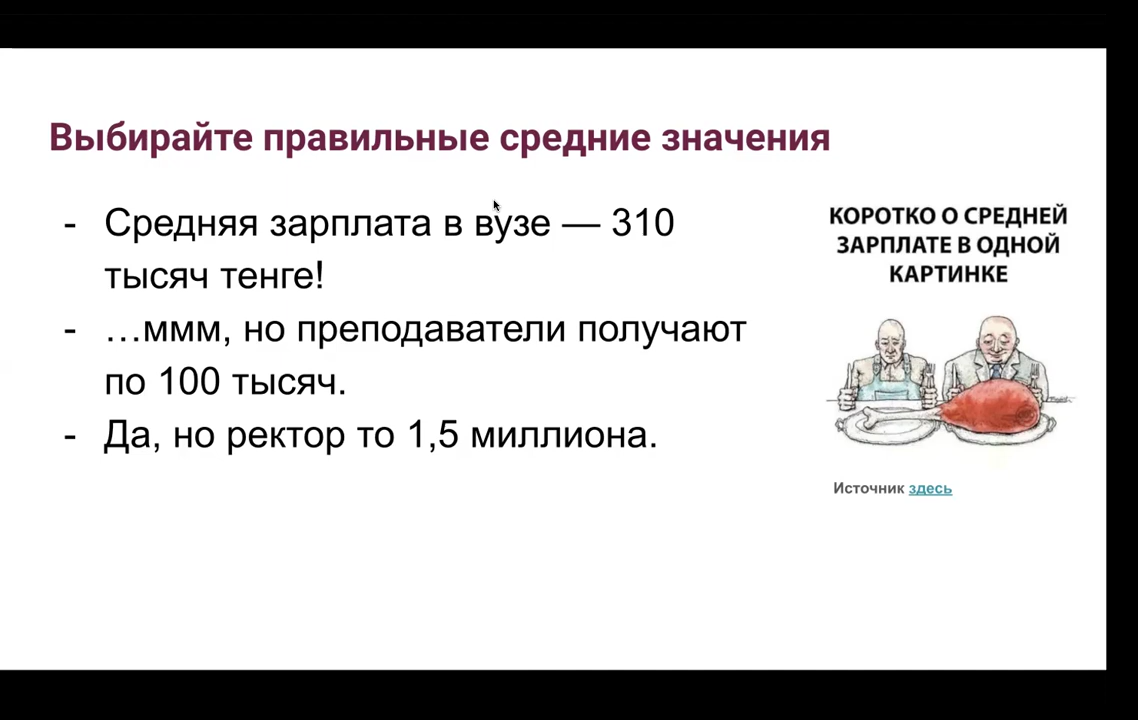 Выбирайте правильные средние значения
- Средняя зарплата в вузе — 310
тысяч тенге!
- …ммм, но преподаватели получают
по 100 тысяч.
- Да, но ректор то 1,5 миллиона.
КОРОТКО О СРЕДНЕЙ
ЗАРПЛАТЕ В ОДНОЙ
КАРТИНКЕ
Источник здесь